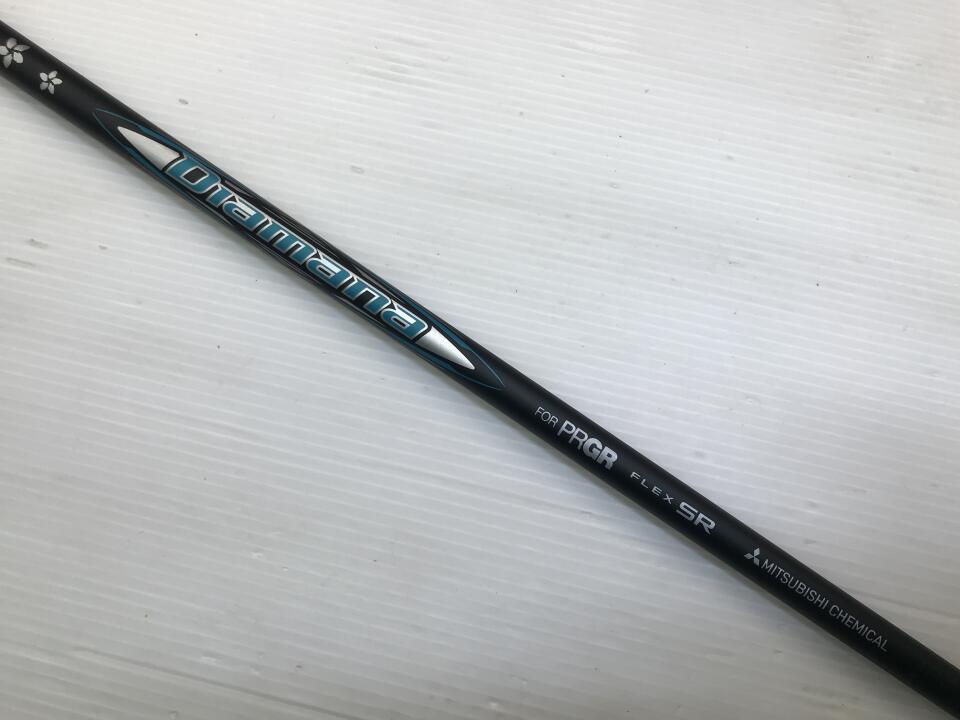 Diamana
FOR PRGR FLEX SR
MITSUBISHI CHEMICAL